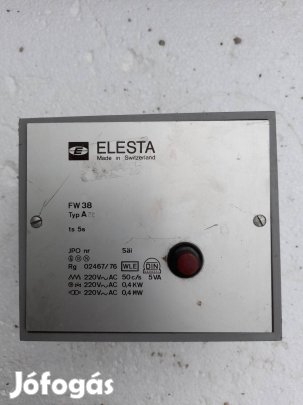 ELESTA
Made in Switzerland
FW 38
Typ A
ts 5s
JPO nr Säi
Rg 02467/76 WLE DIN
220V~AC 50c/s 5VA
220V~AC 0,4KW
220V~AC 0,4MW
Jófogás